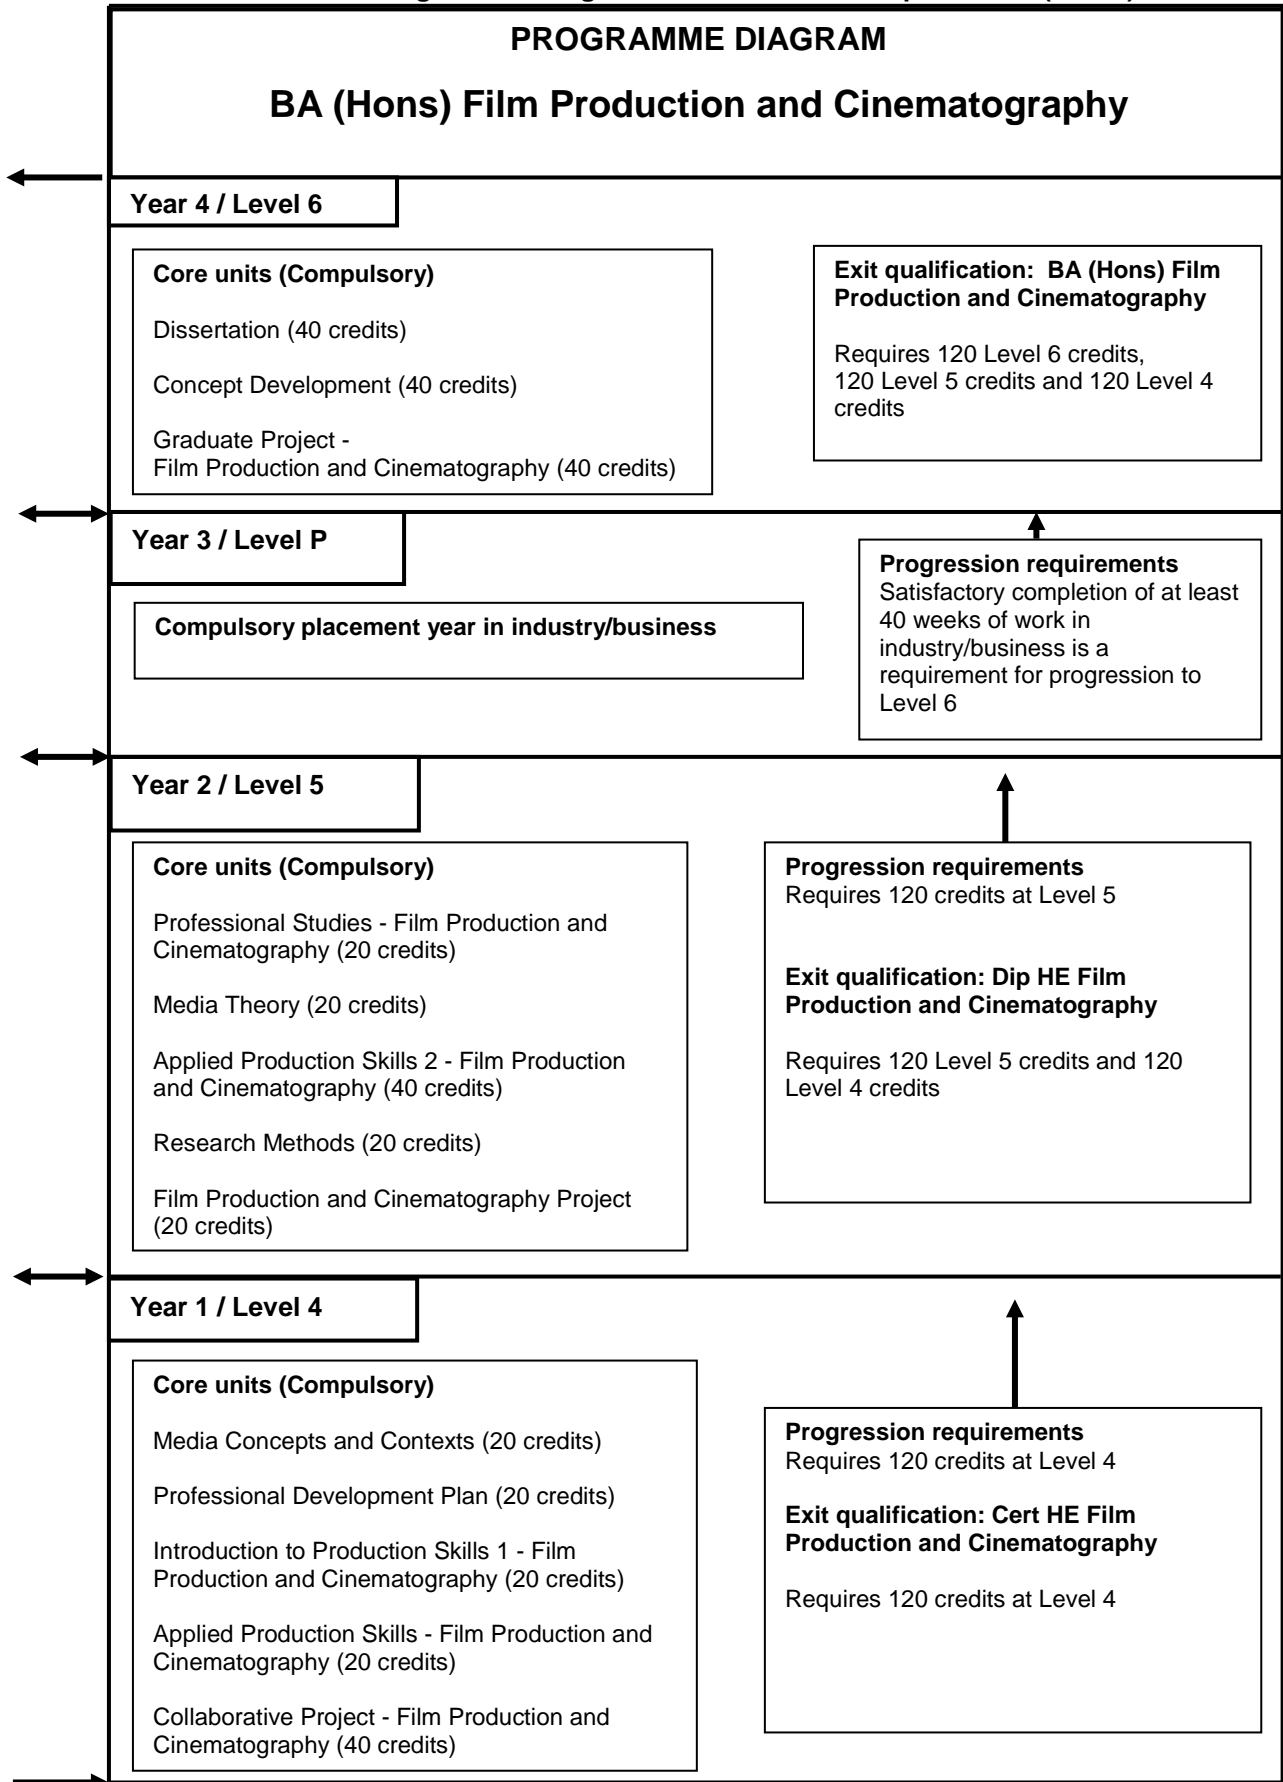 PROGRAMME DIAGRAM
BA (Hons) Film Production and Cinematography
Year 4 / Level 6
Core units (Compulsory)
Dissertation (40 credits)
Concept Development (40 credits)
Graduate Project -
Film Production and Cinematography (40 credits)
Exit qualification:  BA (Hons) Film
Production and Cinematography
Requires 120 Level 6 credits,
120 Level 5 credits and 120 Level 4
credits
Year 3 / Level P
Compulsory placement year in industry/business
Progression requirements
Satisfactory completion of at least
40 weeks of work in
industry/business is a
requirement for progression to
Level 6
Year 2 / Level 5
Core units (Compulsory)
Professional Studies - Film Production and
Cinematography (20 credits)
Media Theory (20 credits)
Applied Production Skills 2 - Film Production
and Cinematography (40 credits)
Research Methods (20 credits)
Film Production and Cinematography Project
(20 credits)
Progression requirements
Requires 120 credits at Level 5
Exit qualification: Dip HE Film
Production and Cinematography
Requires 120 Level 5 credits and 120
Level 4 credits
Year 1 / Level 4
Core units (Compulsory)
Media Concepts and Contexts (20 credits)
Professional Development Plan (20 credits)
Introduction to Production Skills 1 - Film
Production and Cinematography (20 credits)
Applied Production Skills - Film Production and
Cinematography (20 credits)
Collaborative Project - Film Production and
Cinematography (40 credits)
Progression requirements
Requires 120 credits at Level 4
Exit qualification: Cert HE Film
Production and Cinematography
Requires 120 credits at Level 4